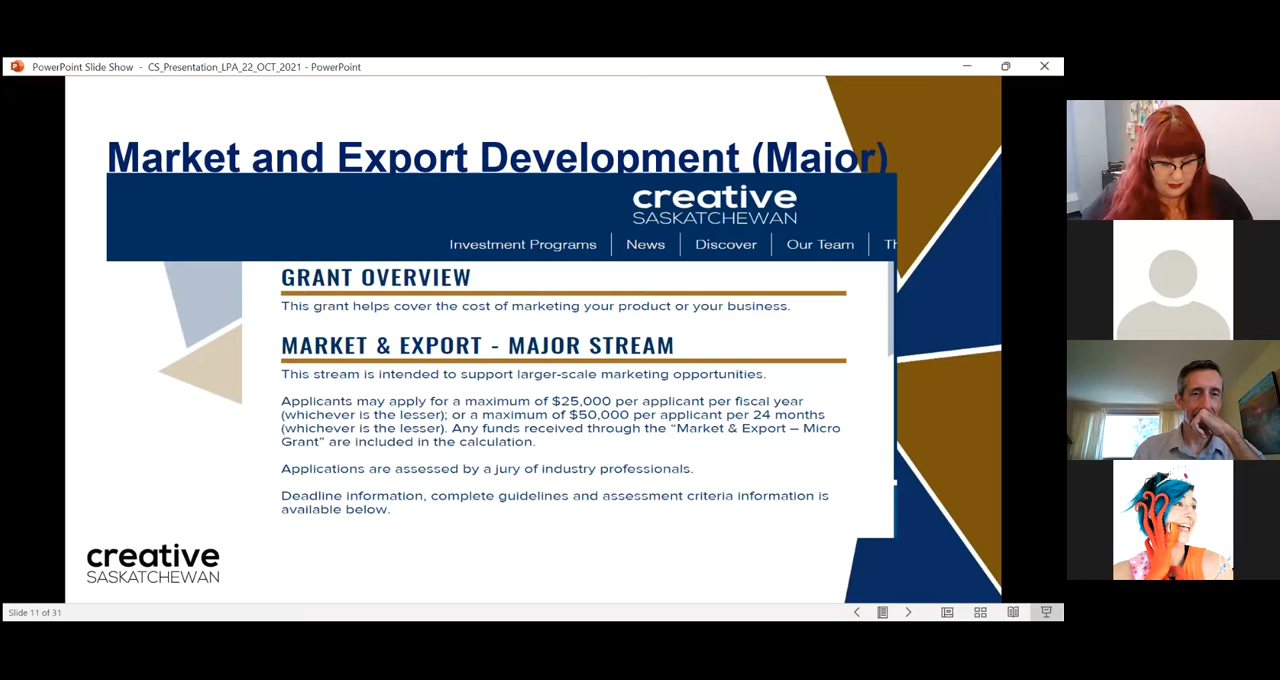 PowerPoint Slide Show - CS_Presentation_LPA_22_OCT_2021 - PowerPoint
Market and Export Development (Major)
creative
SASKATCHEWAN
Investment Programs News Discover Our Team Th
GRANT OVERVIEW
This grant helps cover the cost of marketing your product or your business.
MARKET & EXPORT - MAJOR STREAM
This stream is intended to support larger-scale marketing opportunities.
Applicants may apply for a maximum of $25,000 per applicant per fiscal year
(whichever is the lesser); or a maximum of $50,000 per applicant per 24 months
(whichever is the lesser). Any funds received through the “Market & Export – Micro
Grant” are included in the calculation.
Applications are assessed by a jury of industry professionals.
Deadline information, complete guidelines and assessment criteria information is
available below.
creative
SASKATCHEWAN
Slide 11 of 31